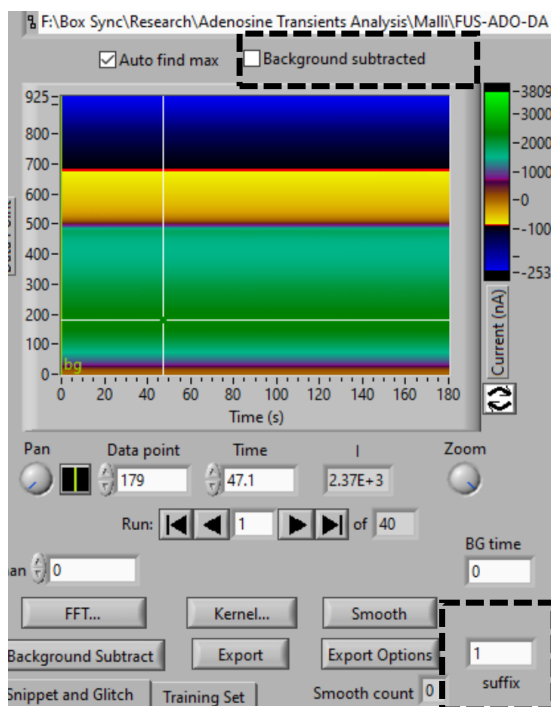 F:\Box Sync\Research\Adenosine Transients Analysis\Malli\FUS-ADO-DA
Auto find max Background subtracted
925
800
700
600
500
400
300
200
100
0
bg
0 20 40 60 80 100 120 140 160 180
Time (s)
3809
3000
2000
1000
0
-100
-253
Current (nA)
Pan Data point Time I Zoom
179 47.1 2.37E+3
Run: 1 of 40
BG time
an 0 0
FFT... Kernel... Smooth
Background Subtract Export Export Options 1
suffix
Snippet and Glitch Training Set Smooth count 0